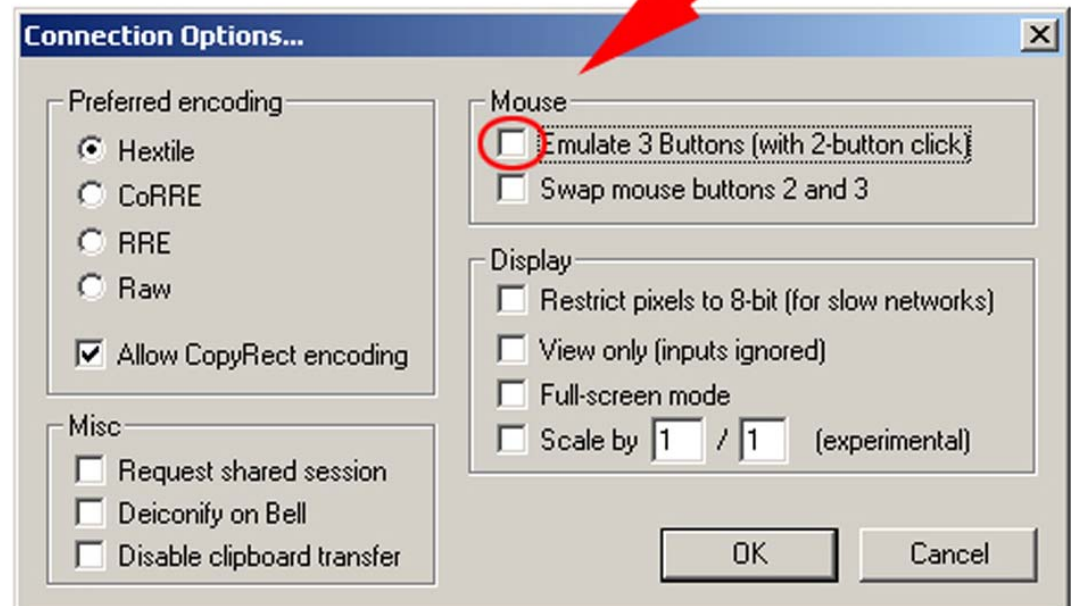 Connection Options...
Preferred encoding
Hextile
CoRRE
RRE
Raw
Allow CopyRect encoding
Misc
Request shared session
Deiconify on Bell
Disable clipboard transfer
Mouse
Emulate 3 Buttons (with 2-button click)
Swap mouse buttons 2 and 3
Display
Restrict pixels to 8-bit (for slow networks)
View only (inputs ignored)
Full-screen mode
Scale by 1 / 1 (experimental)
OK Cancel